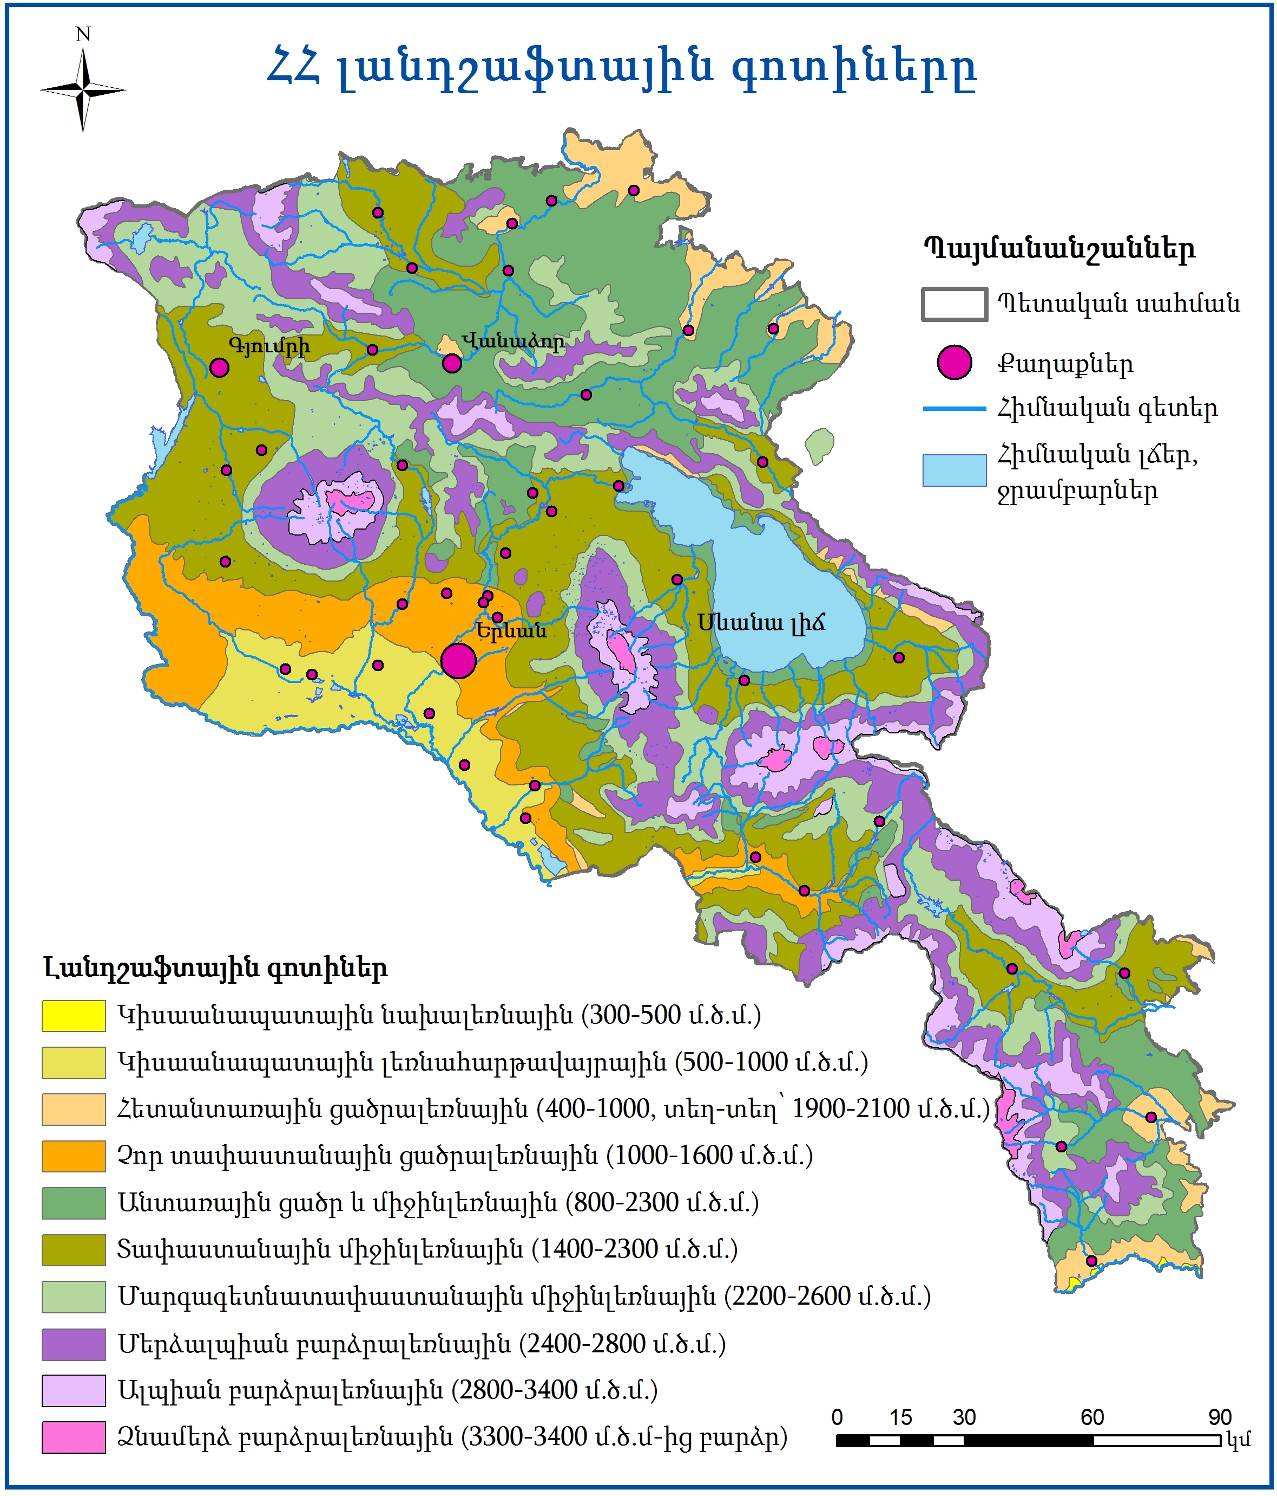 N
ՀՀ լանդշաֆտային գոտիները
Պայմանանշաններ
Պետական սահման
Քաղաքներ
Հիմնական գետեր
Հիմնական լճեր,
ջրամբարներ
Գյումրի
Վանաձոր
Երևան
Սևանա լիճ
Լանդշաֆտային գոտիներ
Կիսաանապատային նախալեռնային (300-500 մ.ծ.մ.)
Կիսաանապատային լեռնահարթավայրային (500-1000 մ.ծ.մ.)
Հետանտառային ցածրալեռնային (400-1000, տեղ-տեղ՝ 1900-2100 մ.ծ.մ.)
Չոր տափաստանային ցածրալեռնային (1000-1600 մ.ծ.մ.)
Անտառային ցածր և միջինլեռնային (800-2300 մ.ծ.մ.)
Տափաստանային միջինլեռնային (1400-2300 մ.ծ.մ.)
Մարգագետնատափաստանային միջինլեռնային (2200-2600 մ.ծ.մ.)
Մերձալպիան բարձրալեռնային (2400-2800 մ.ծ.մ.)
Ալպիան բարձրալեռնային (2800-3400 մ.ծ.մ.)
Ձնամերձ բարձրալեռնային (3300-3400 մ.ծ.մ-ից բարձր)
0 15 30 60 90
կմ